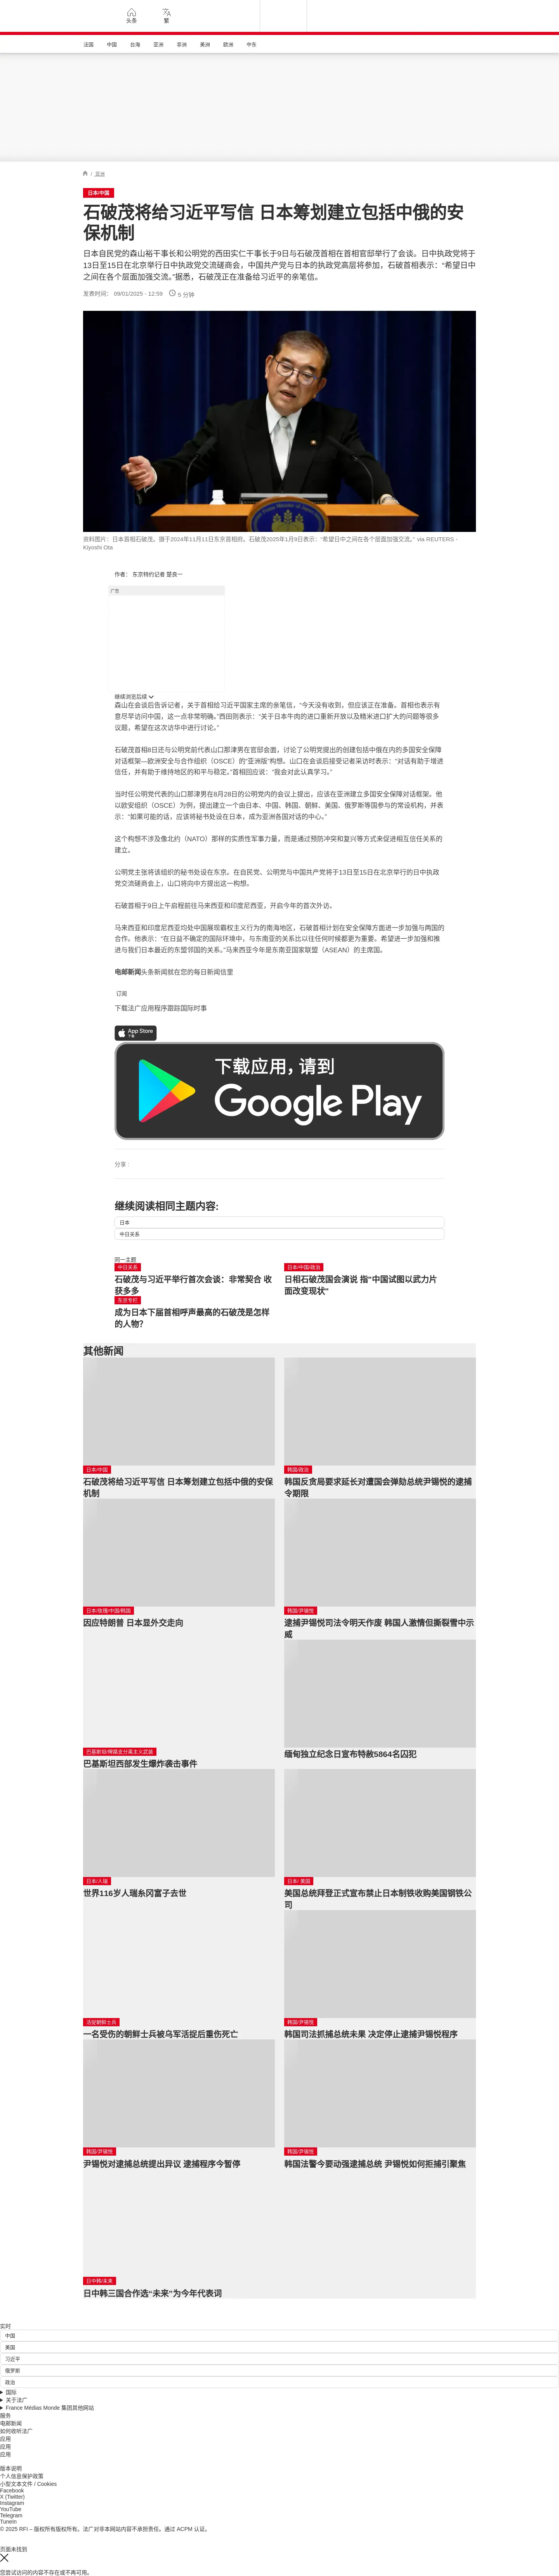 头条
繁
法国
中国
台海
亚洲
非洲
美洲
欧洲
中东
/ 亚洲
日本/中国
石破茂将给习近平写信 日本筹划建立包括中俄的安
保机制
日本自民党的森山裕干事长和公明党的西田实仁干事长于9日与石破茂首相在首相官邸举行了会谈。日中执政党将于
13日至15日在北京举行日中执政党交流磋商会，中国共产党与日本的执政党高层将参加，石破首相表示：“希望日中
之间在各个层面加强交流。”据悉，石破茂正在准备给习近平的亲笔信。
发表时间： 09/01/2025 - 12:59
5 分钟
资料图片：日本首相石破茂。摄于2024年11月11日东京首相府。石破茂2025年1月9日表示：“希望日中之间在各个层面加强交流。” via REUTERS -
Kiyoshi Ota
作者： 东京特约记者 楚良一
广告
继续浏览后续
森山在会谈后告诉记者，关于首相给习近平国家主席的亲笔信，“今天没有收到，但应该正在准备。首相也表示有
意尽早访问中国，这一点非常明确。”西田则表示：“关于日本牛肉的进口重新开放以及精米进口扩大的问题等很多
议题，希望在这次访华中进行讨论。”
石破茂首相8日还与公明党前代表山口那津男在官邸会面，讨论了公明党提出的创建包括中俄在内的多国安全保障
对话框架—欧洲安全与合作组织（OSCE）的“亚洲版”构想。山口在会谈后接受记者采访时表示：“对话有助于增进
信任，并有助于维持地区的和平与稳定。”首相回应说：“我会对此认真学习。”
当时任公明党代表的山口那津男在8月28日的公明党内的会议上提出，应该在亚洲建立多国安全保障对话框架。他
以欧安组织（OSCE）为例，提出建立一个由日本、中国、韩国、朝鲜、美国、俄罗斯等国参与的常设机构，并表
示：“如果可能的话，应该将秘书处设在日本，成为亚洲各国对话的中心。”
这个构想不涉及像北约（NATO）那样的实质性军事力量，而是通过预防冲突和复兴等方式来促进相互信任关系的
建立。
公明党主张将该组织的秘书处设在东京。在自民党、公明党与中国共产党将于13日至15日在北京举行的日中执政
党交流磋商会上，山口将向中方提出这一构想。
石破首相于9日上午启程前往马来西亚和印度尼西亚，开启今年的首次外访。
马来西亚和印度尼西亚均处中国展现霸权主义行为的南海地区，石破首相计划在安全保障方面进一步加强与两国的
合作。他表示：“在日益不确定的国际环境中，与东南亚的关系比以往任何时候都更为重要。希望进一步加强和推
进与我们日本最近的东盟邻国的关系。”马来西亚今年是东南亚国家联盟（ASEAN）的主席国。
电邮新闻头条新闻就在您的每日新闻信里
订阅
下载法广应用程序跟踪国际时事
App Store
下载
下载应用，请到
Google Play
分享 :
继续阅读相同主题内容:
日本
中日关系
同一主题
中日关系
石破茂与习近平举行首次会谈：非常契合 收
获多多
日本/中国/政治
日相石破茂国会演说 指"中国试图以武力片
面改变现状"
东京专栏
成为日本下届首相呼声最高的石破茂是怎样
的人物?
其他新闻
日本/中国
石破茂将给习近平写信 日本筹划建立包括中俄的安保
机制
韩国/政治
韩国反贪局要求延长对遭国会弹劾总统尹锡悦的逮捕
令期限
日本/玫瑰/中国/韩国
因应特朗普 日本显外交走向
韩国/尹锡悦
逮捕尹锡悦司法令明天作废 韩国人激情但撕裂雪中示
威
巴基斯坦/俾路支分离主义武装
巴基斯坦西部发生爆炸袭击事件
缅甸独立纪念日宣布特赦5864名囚犯
日本/人瑞
世界116岁人瑞糸冈富子去世
日本/ 美国
美国总统拜登正式宣布禁止日本制铁收购美国钢铁公
司
活捉朝鲜士兵
一名受伤的朝鲜士兵被乌军活捉后重伤死亡
韩国/尹锡悦
韩国司法抓捕总统未果 决定停止逮捕尹锡悦程序
韩国/尹锡悦
尹锡悦对逮捕总统提出异议 逮捕程序今暂停
韩国/尹锡悦
韩国法警今要动强逮捕总统 尹锡悦如何拒捕引聚焦
日中韩/未来
日中韩三国合作选“未来”为今年代表词
实时
中国
美国
习近平
俄罗斯
政治
国际
关于法广
France Médias Monde 集团其他网站
服务
电邮新闻
如何收听法广
应用
应用
应用
版本说明
个人信息保护政策
小型文本文件 / Cookies
Facebook
X (Twitter)
Instagram
YouTube
Telegram
TuneIn
© 2025 RFI – 版权所有版权所有。法广对非本网站内容不承担责任。通过 ACPM 认证。
页面未找到
您尝试访问的内容不存在或不再可用。